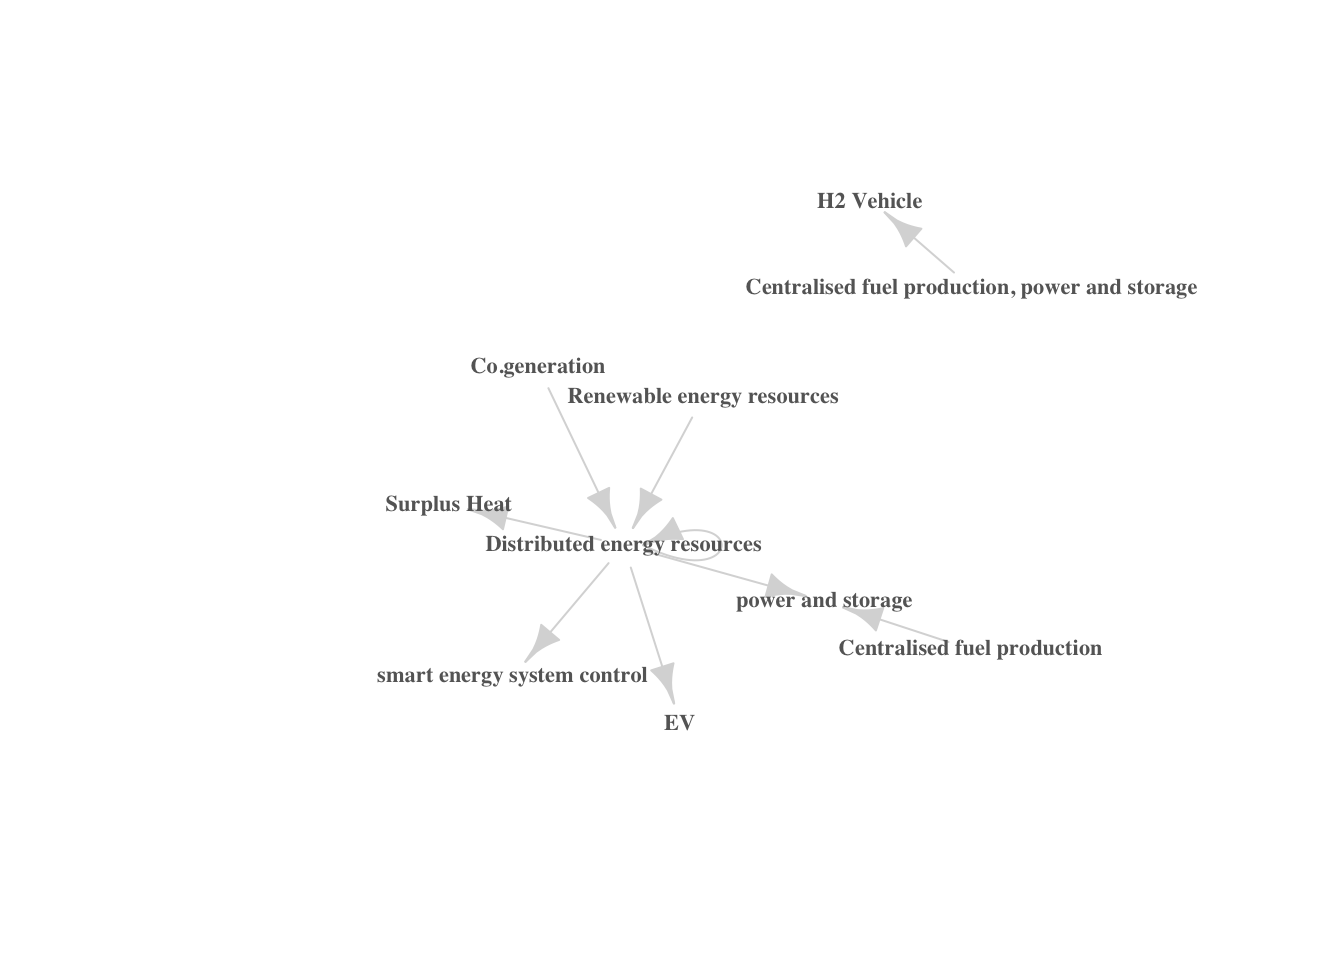 H2 Vehicle
Centralised fuel production, power and storage
Co.generation
Renewable energy resources
Surplus Heat
Distributed energy resources
power and storage
Centralised fuel production
smart energy system control
EV